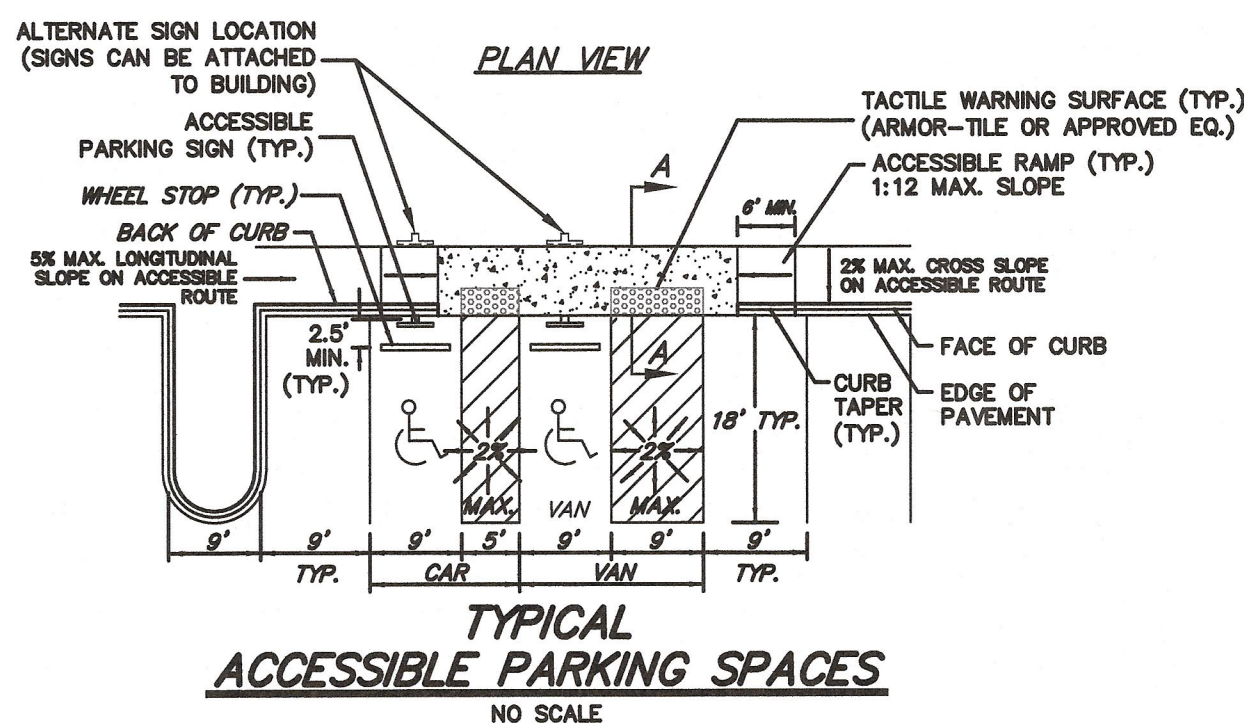 ALTERNATE SIGN LOCATION
(SIGNS CAN BE ATTACHED
TO BUILDING)
PLAN VIEW
ACCESSIBLE
PARKING SIGN (TYP.)
WHEEL STOP (TYP.)
BACK OF CURB
5% MAX. LONGITUDINAL
SLOPE ON ACCESSIBLE
ROUTE
TACTILE WARNING SURFACE (TYP.)
(ARMOR-TILE OR APPROVED EQ.)
A
ACCESSIBLE RAMP (TYP.)
1:12 MAX. SLOPE
6' MIN.
2% MAX. CROSS SLOPE
ON ACCESSIBLE ROUTE
2.5'
MIN.
(TYP.)
A
FACE OF CURB
CURB
TAPER
(TYP.)
EDGE OF
PAVEMENT
18' TYP.
2%
2%
MAX.
VAN
MAX.
9'
9'
9'
5'
9'
9'
9'
TYP.
CAR
VAN
TYP.
TYPICAL
ACCESSIBLE PARKING SPACES
NO SCALE